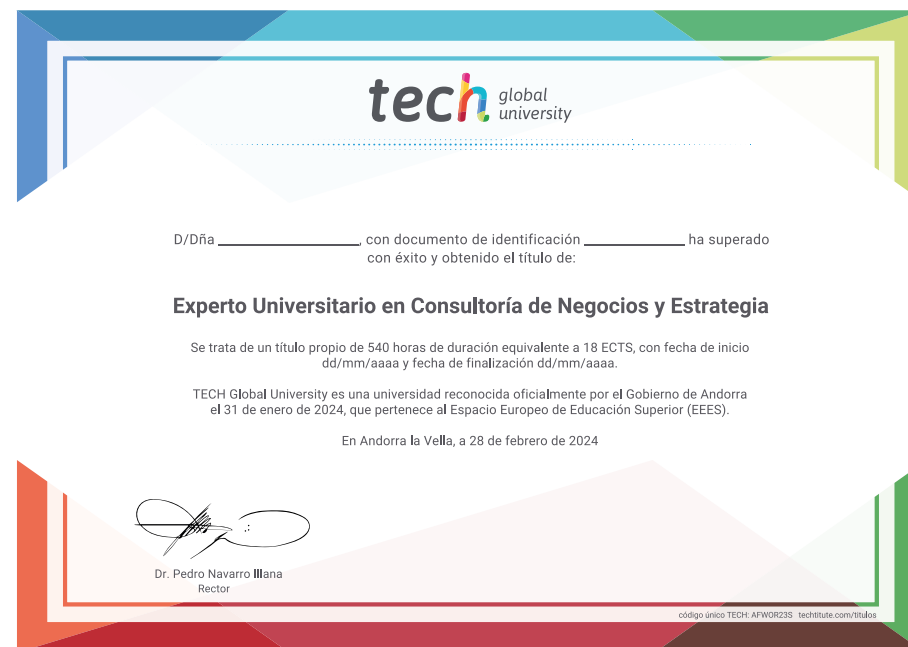 tech global university
D/Dña ______________, con documento de identificación __________ ha superado
con éxito y obtenido el título de:
Experto Universitario en Consultoría de Negocios y Estrategia
Se trata de un título propio de 540 horas de duración equivalente a 18 ECTS, con fecha de inicio
dd/mm/aaaa y fecha de finalización dd/mm/aaaa.
TECH Global University es una universidad reconocida oficialmente por el Gobierno de Andorra
el 31 de enero de 2024, que pertenece al Espacio Europeo de Educación Superior (EEES).
En Andorra la Vella, a 28 de febrero de 2024
Dr. Pedro Navarro Illana
Rector
código único TECH: AFWOR23S techtitute.com/titulos